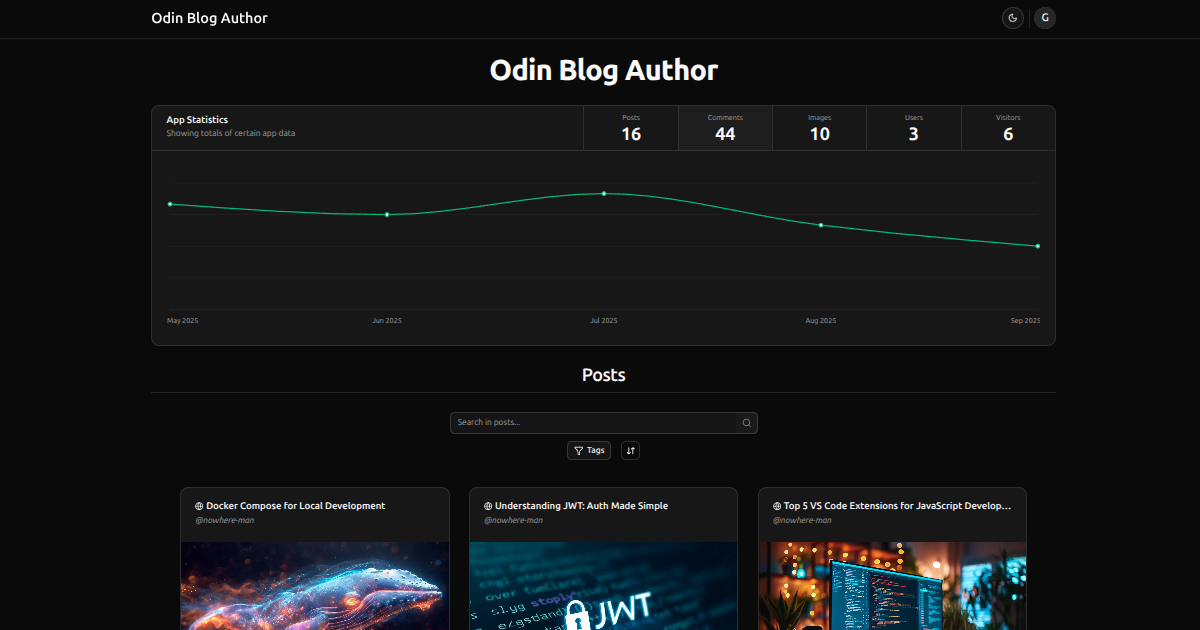 Odin Blog Author
G
Odin Blog Author
App Statistics
Showing totals of certain app data
Posts
16
Comments
44
Images
10
Users
3
Visitors
6
May 2025
Jun 2025
Jul 2025
Aug 2025
Sep 2025
Posts
Search in posts...
Tags
Docker Compose for Local Development
@nowhere-man
Understanding JWT: Auth Made Simple
@nowhere-man
Top 5 VS Code Extensions for JavaScript Develop...
@nowhere-man
JWT